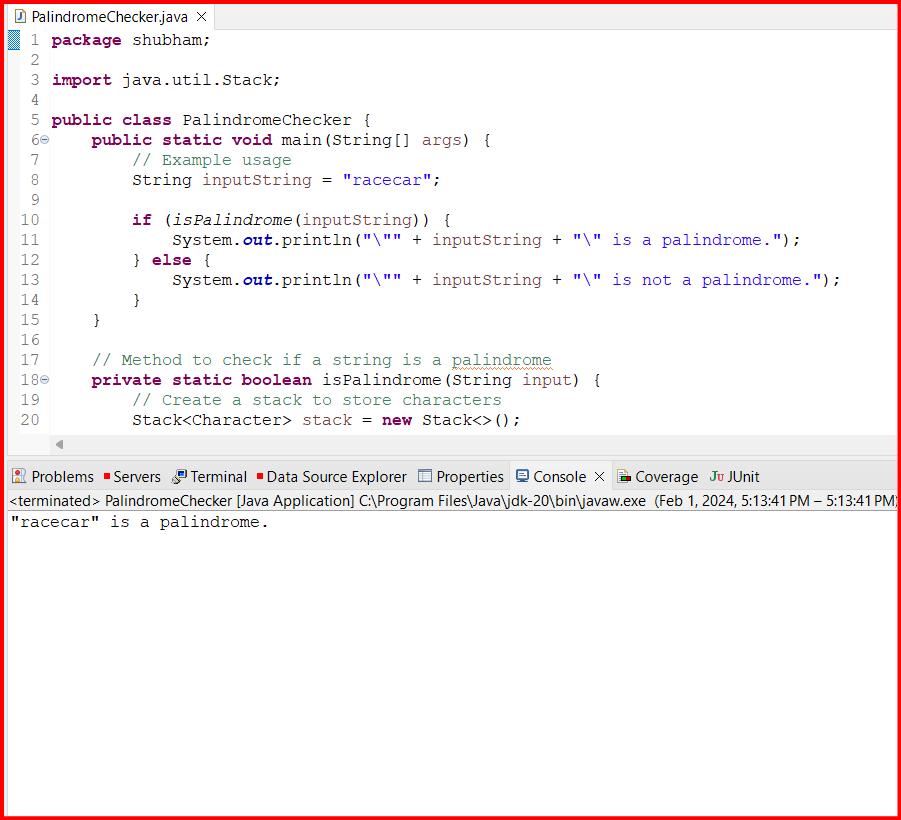 PalindromeChecker.java
1 package shubham;
2
3 import java.util.Stack;
4
5 public class PalindromeChecker {
6     public static void main(String[] args) {
7         // Example usage
8         String inputString = "racecar";
9
10         if (isPalindrome(inputString)) {
11             System.out.println("\"" + inputString + "\" is a palindrome.");
12         } else {
13             System.out.println("\"" + inputString + "\" is not a palindrome.");
14         }
15     }
16
17     // Method to check if a string is a palindrome
18     private static boolean isPalindrome(String input) {
19         // Create a stack to store characters
20         Stack<Character> stack = new Stack<>();
Problems Servers Terminal Data Source Explorer Properties Console Coverage JUnit
<terminated> PalindromeChecker [Java Application] C:\Program Files\Java\jdk-20\bin\javaw.exe (Feb 1, 2024, 5:13:41 PM – 5:13:41 PM)
"racecar" is a palindrome.